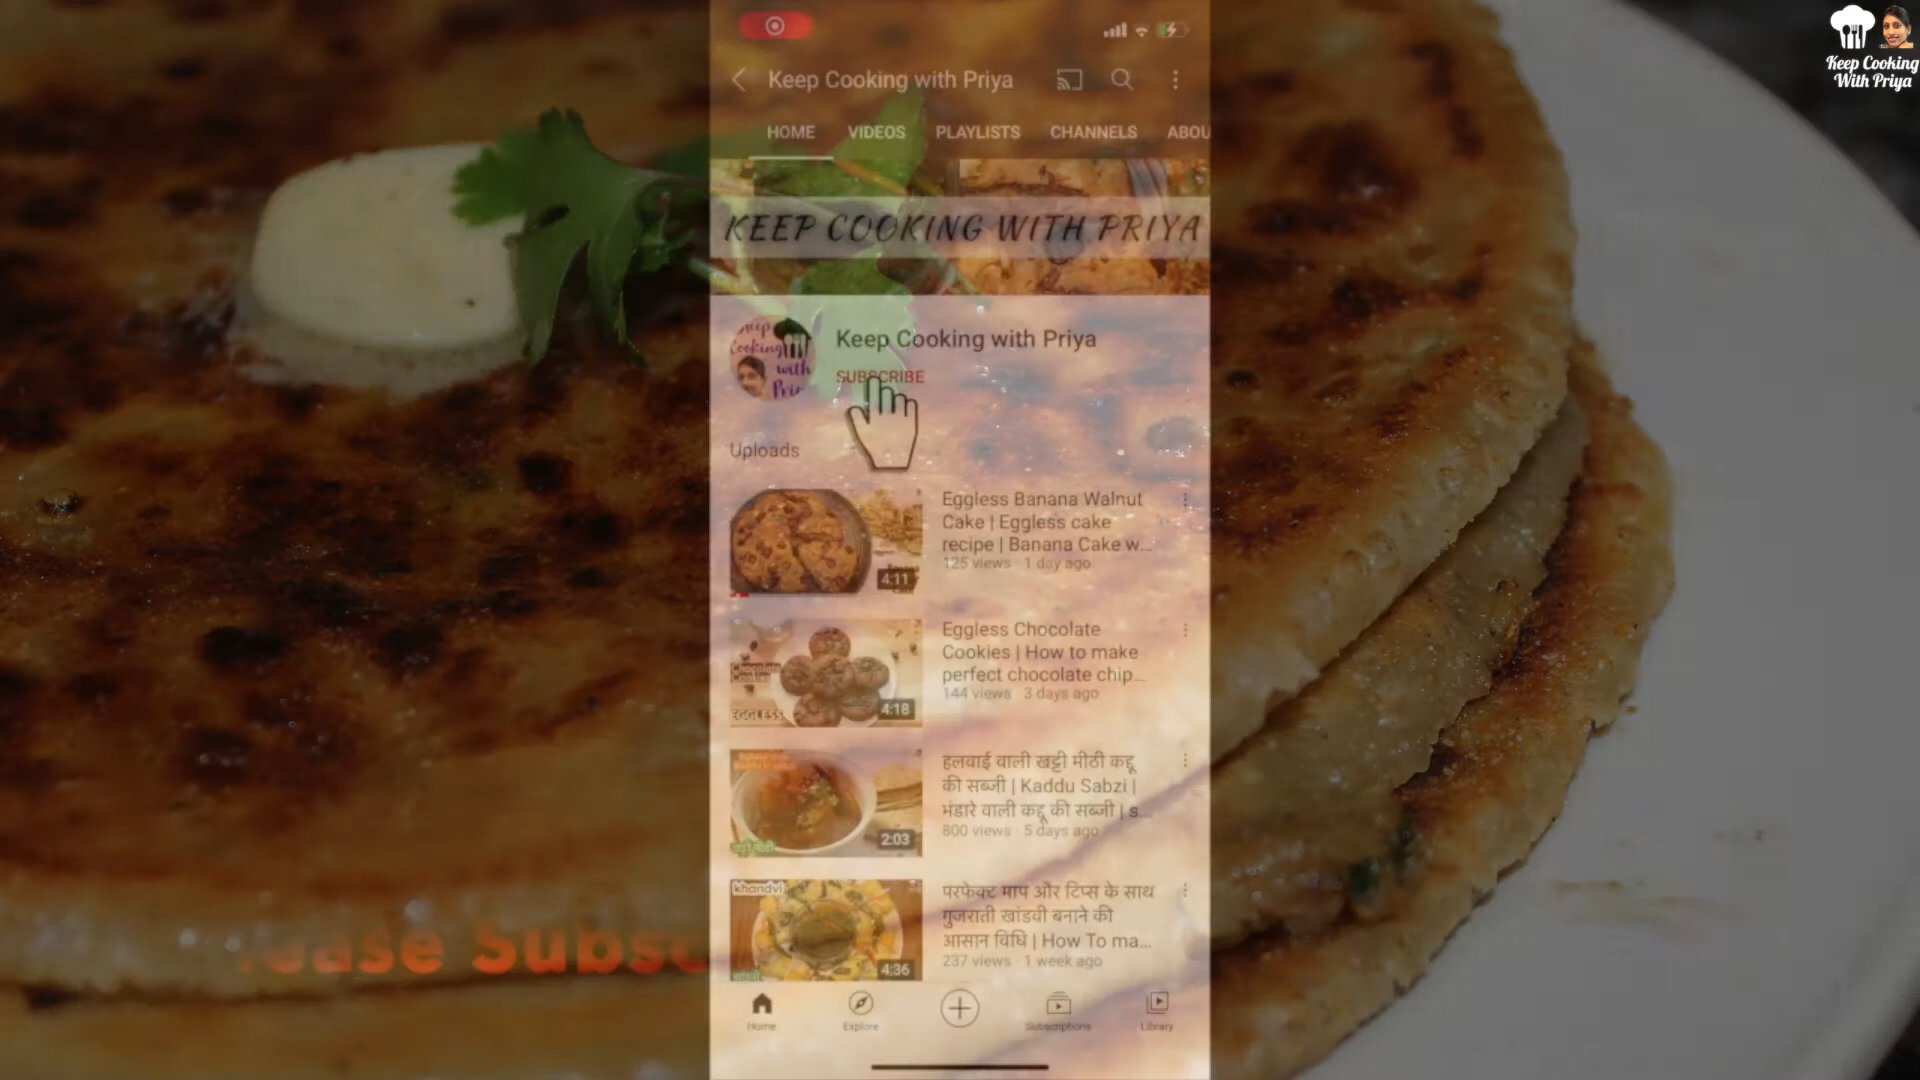 Keep Cooking
With Priya
Keep Cooking with Priya
HOME VIDEOS PLAYLISTS CHANNELS ABOU
KEEP COOKING WITH PRIYA
Keep Cooking with Priya
SUBSCRIBE
Uploads
Eggless Banana Walnut
Cake | Eggless cake
recipe | Banana Cake w...
125 views · 1 day ago
4:11
Eggless Chocolate
Cookies | How to make
perfect chocolate chip...
144 views · 3 days ago
4:18
हलवाई वाली खट्टी मीठी कद्दू
की सब्जी | Kaddu Sabzi |
भंडारे वाली कद्दू की सब्जी | s...
800 views · 5 days ago
2:03
khandvi
परफेक्ट माप और टिप्स के साथ
गुजराती खांडवी बनाने की
आसान विधि | How To ma...
237 views · 1 week ago
4:36
ease Subsc
Home Explore Subscriptions Library